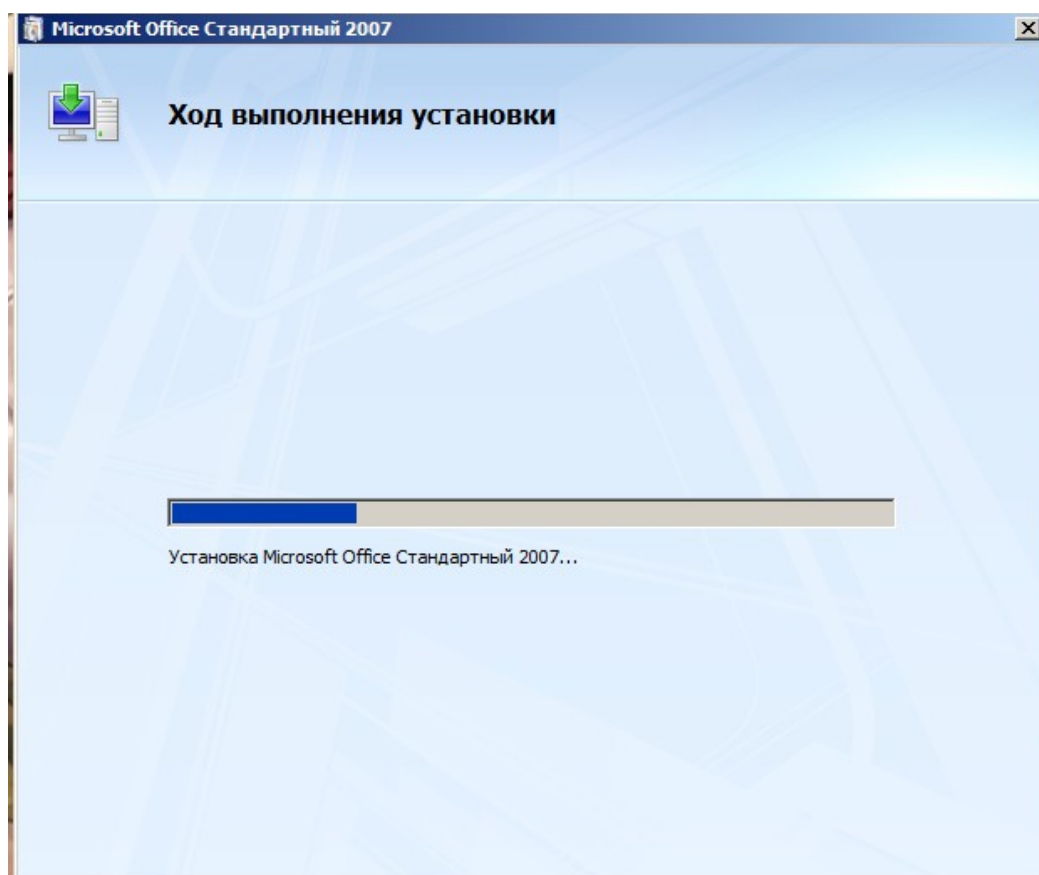 Microsoft Office Стандартный 2007
Ход выполнения установки
Установка Microsoft Office Стандартный 2007...